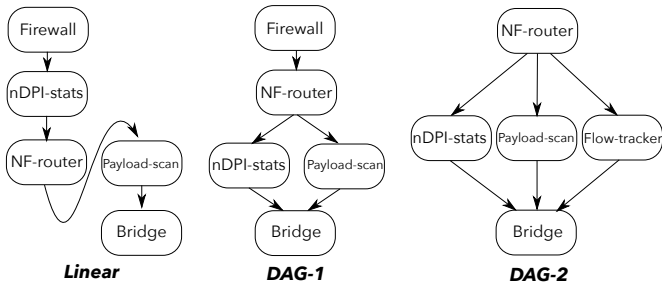 Firewall
nDPI-stats
NF-router
Payload-scan
Bridge
Linear
Firewall
NF-router
nDPI-stats
Payload-scan
Bridge
DAG-1
NF-router
nDPI-stats
Payload-scan
Flow-tracker
Bridge
DAG-2